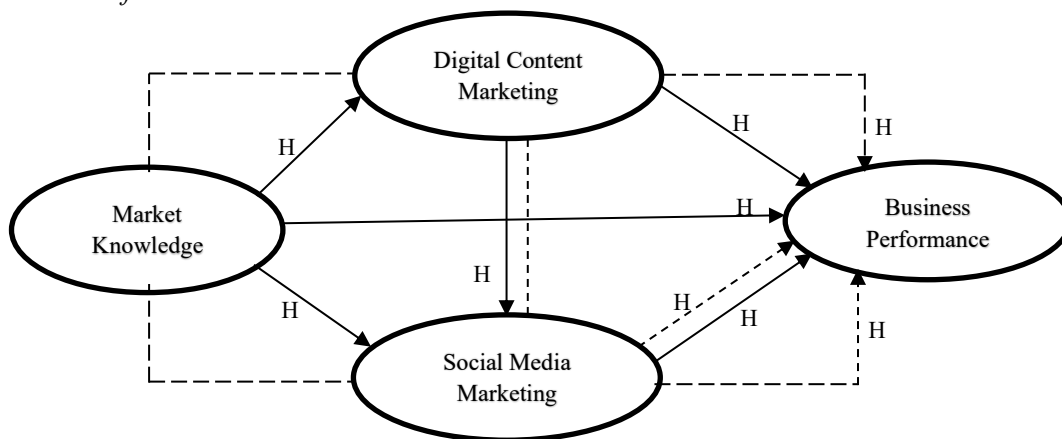 Digital Content
Marketing
H
H
H
Market
Knowledge
H
Business
Performance
H
H
H
H
H
Social Media
Marketing